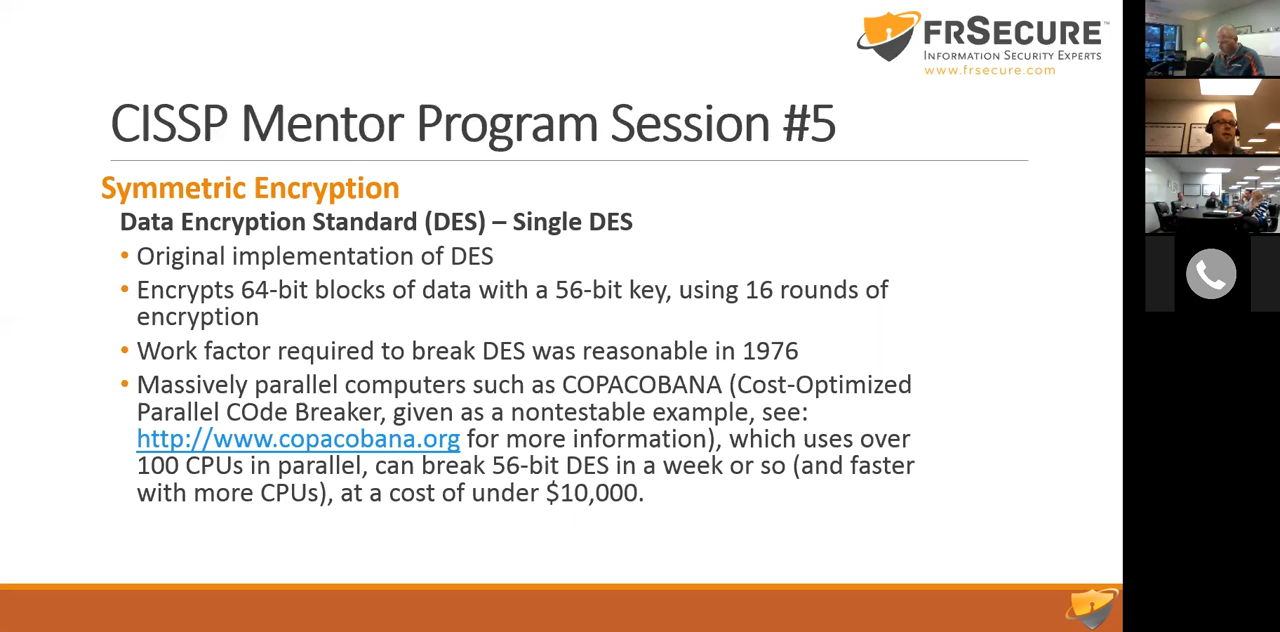 FRSECURE™
INFORMATION SECURITY EXPERTS
www.frsecure.com
CISSP Mentor Program Session #5
Symmetric Encryption
Data Encryption Standard (DES) – Single DES
• Original implementation of DES
• Encrypts 64-bit blocks of data with a 56-bit key, using 16 rounds of
encryption
• Work factor required to break DES was reasonable in 1976
• Massively parallel computers such as COPACOBANA (Cost-Optimized
Parallel COde Breaker, given as a nontestable example, see:
http://www.copacobana.org for more information), which uses over
100 CPUs in parallel, can break 56-bit DES in a week or so (and faster
with more CPUs), at a cost of under $10,000.